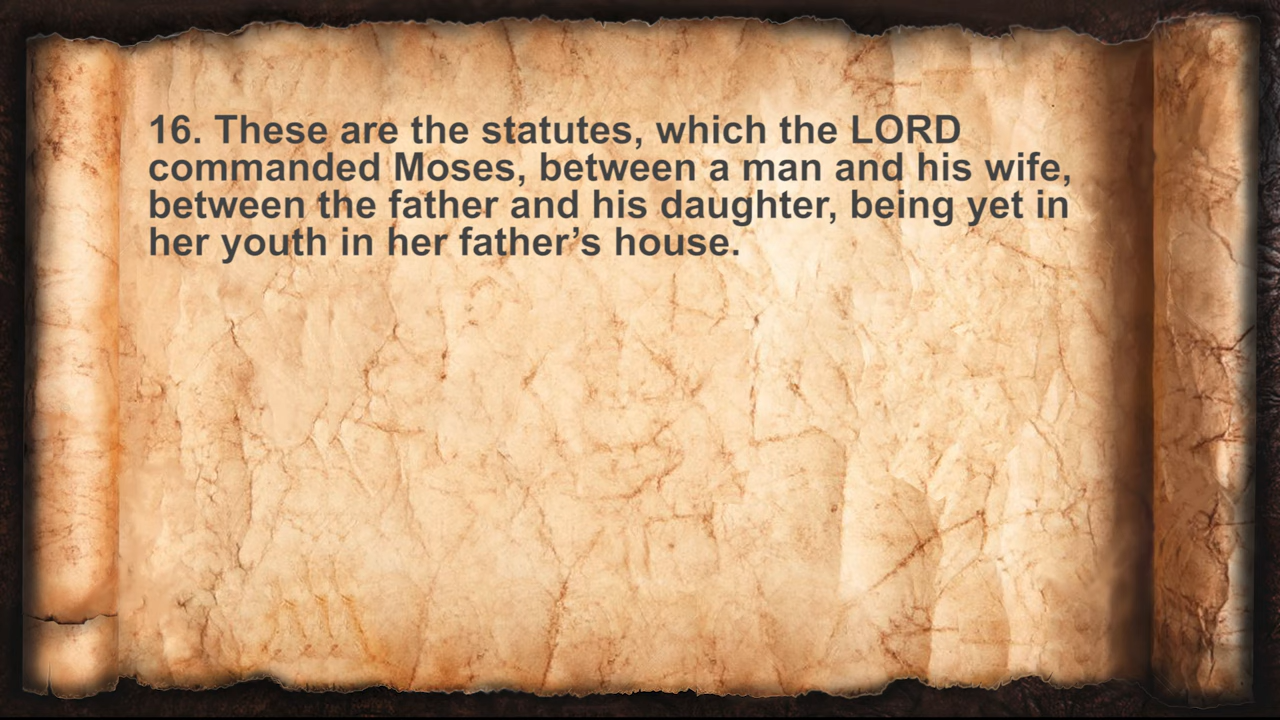 16. These are the statutes, which the LORD
commanded Moses, between a man and his wife,
between the father and his daughter, being yet in
her youth in her father’s house.